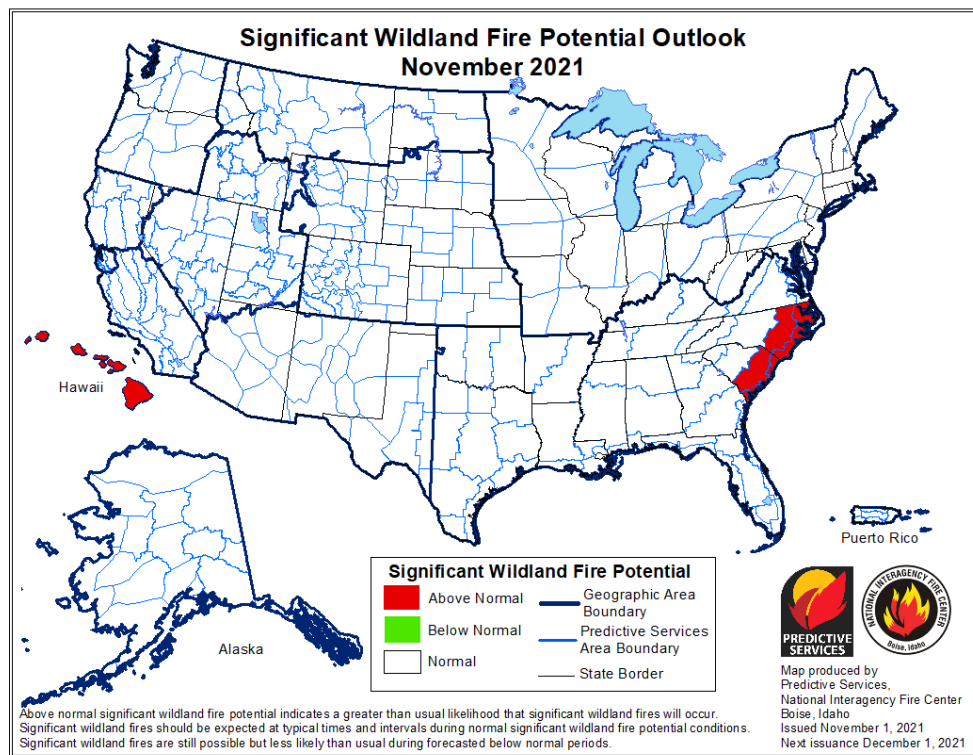 Significant Wildland Fire Potential Outlook
November 2021
Hawaii
Alaska
Puerto Rico
Significant Wildland Fire Potential
Above Normal
Below Normal
Normal
Geographic Area
Boundary
Predictive Services
Area Boundary
State Border
PREDICTIVE
SERVICES
NATIONAL INTERAGENCY FIRE CENTER
Boise, Idaho
Map produced by
Predictive Services,
National Interagency Fire Center
Boise, Idaho
Issued November 1, 2021
Next issuance December 1, 2021
Above normal significant wildland fire potential indicates a greater than usual likelihood that significant wildland fires will occur.
Significant wildland fires should be expected at typical times and intervals during normal significant wildland fire potential conditions.
Significant wildland fires are still possible but less likely than usual during forecasted below normal periods.